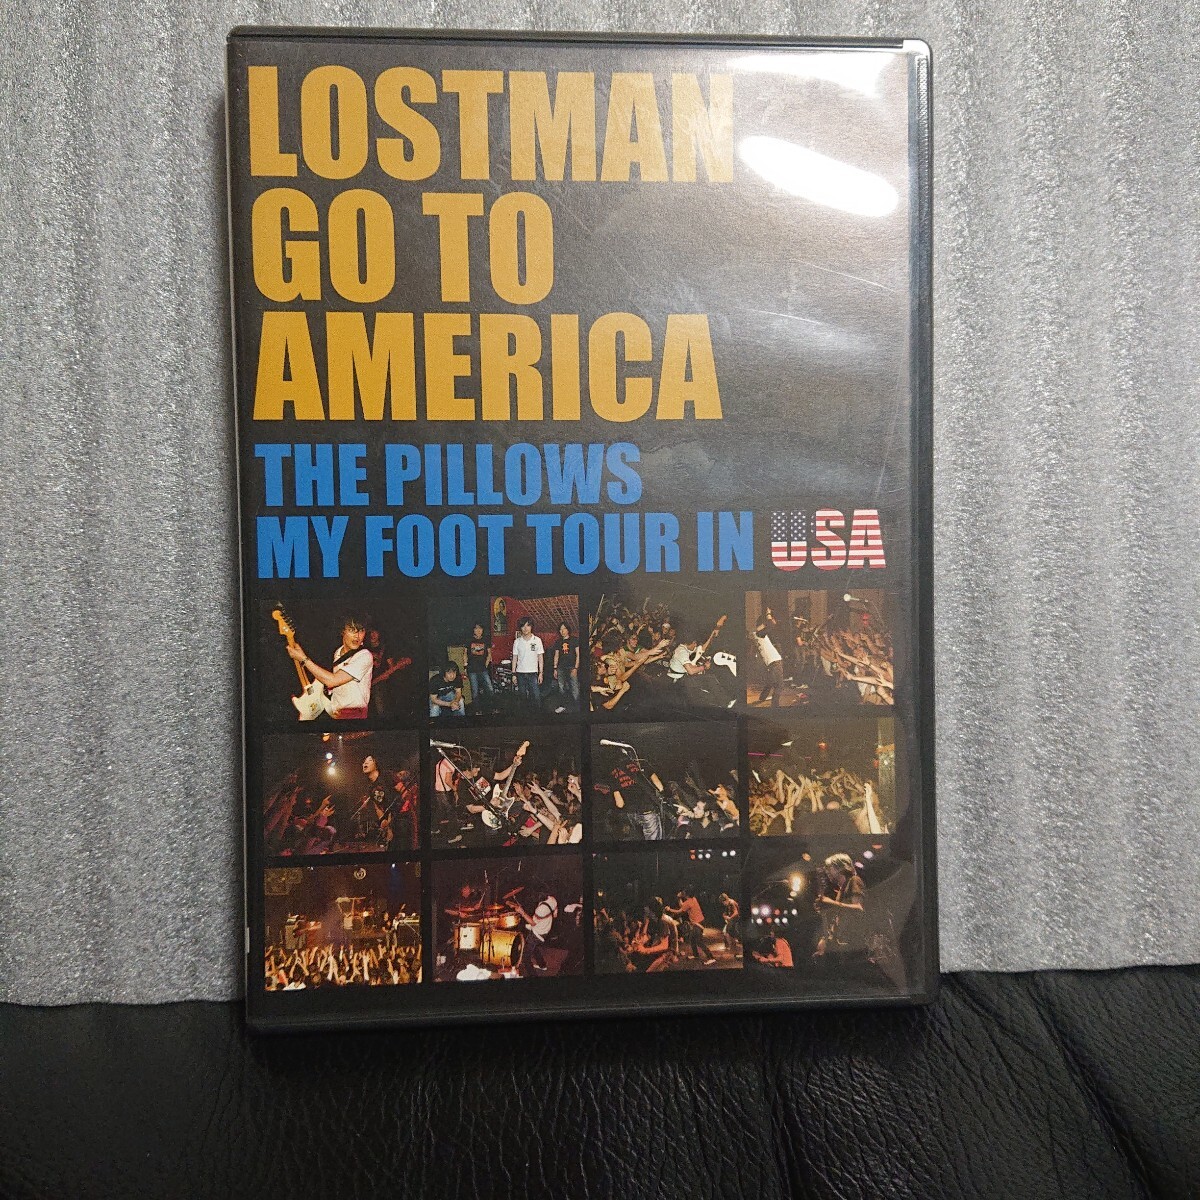 LOSTMAN
GO TO
AMERICA
THE PILLOWS
MY FOOT TOUR IN USA